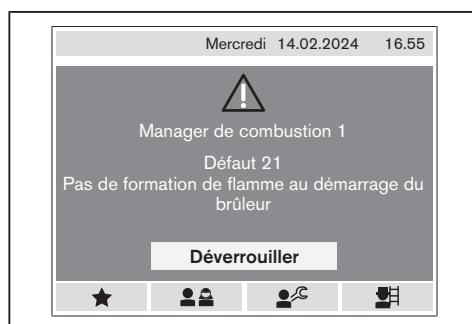 Mercredi 14.02.2024 16.55
Manager de combustion 1
Défaut 21
Pas de formation de flamme au démarrage du
brûleur
Déverrouiller